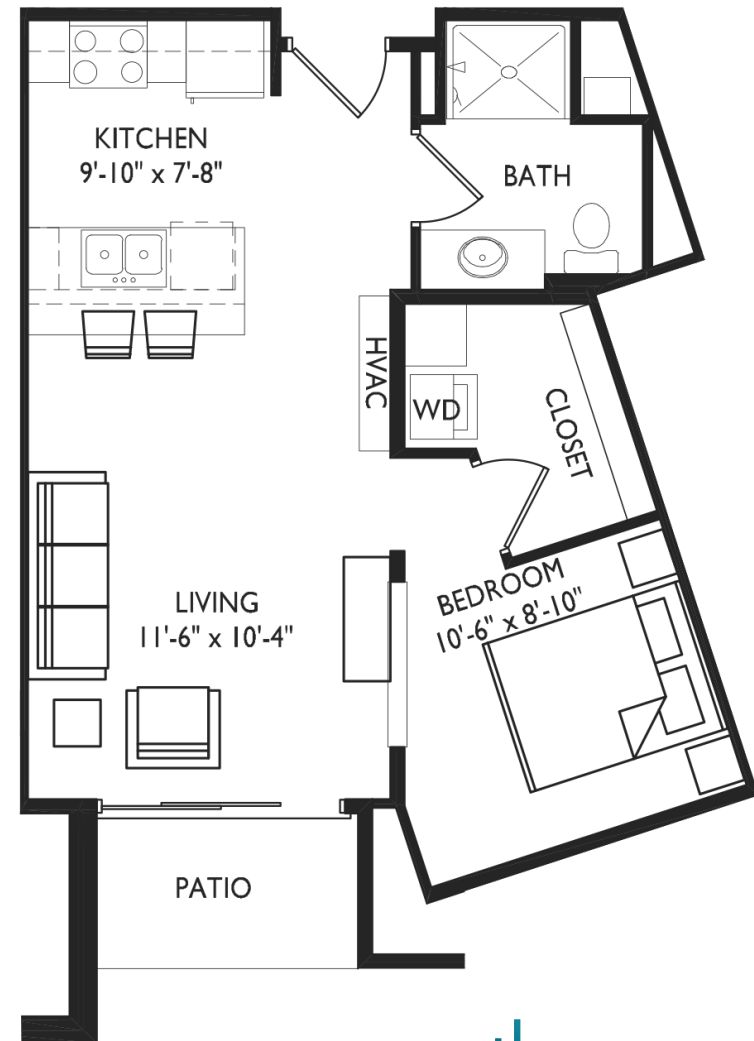 KITCHEN
9'-10" x 7'-8"
BATH
HVAC
WD
CLOSET
LIVING
11'-6" x 10'-4"
BEDROOM
10'-6" x 8'-10"
PATIO